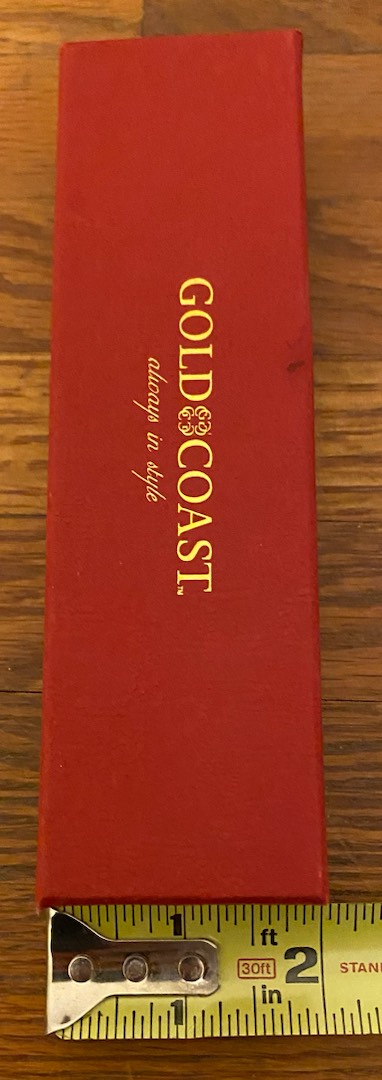 GOLD COAST™
always in style
1 ft
30ft 2 STAN
1 in